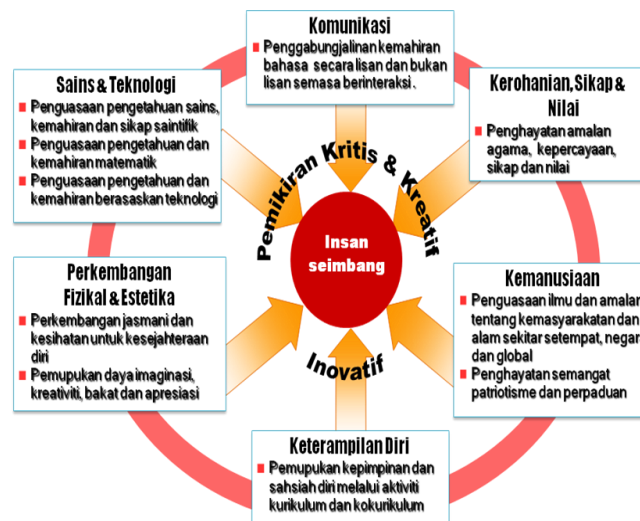 Komunikasi
Penggabungjalinan kemahiran
bahasa secara lisan dan bukan
lisan semasa berinteraksi .
Sains & Teknologi
Penguasaan pengetahuan sains,
kemahiran dan sikap saintifik
Penguasaan pengetahuan dan
kemahiran matematik
Penguasaan pengetahuan dan
kemahiran berasaskan teknologi
Kerohanian, Sikap &
Nilai
Penghayatan amalan
agama, kepercayaan,
sikap dan nilai
Pemikiran Kritis & Kreatif
Insan
seimbang
Inovatif
Perkembangan
Fizikal & Estetika
Perkembangan jasmani dan
kesihatan untuk kesejahteraan
diri
Pemupukan daya imaginasi,
kreativiti, bakat dan apresiasi
Kemanusiaan
Penguasaan ilmu dan amalan
tentang kemasyarakatan dan
alam sekitar setempat, negar
dan global
Penghayatan semangat
patriotisme dan perpaduan
Keterampilan Diri
Pemupukan kepimpinan dan
sahsiah diri melalui aktiviti
kurikulum dan kokurikulum